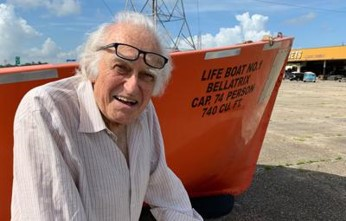 LIFE BOAT NO.1
BELLATRIX
CAP. 74 PERSON
740 CU. FT.